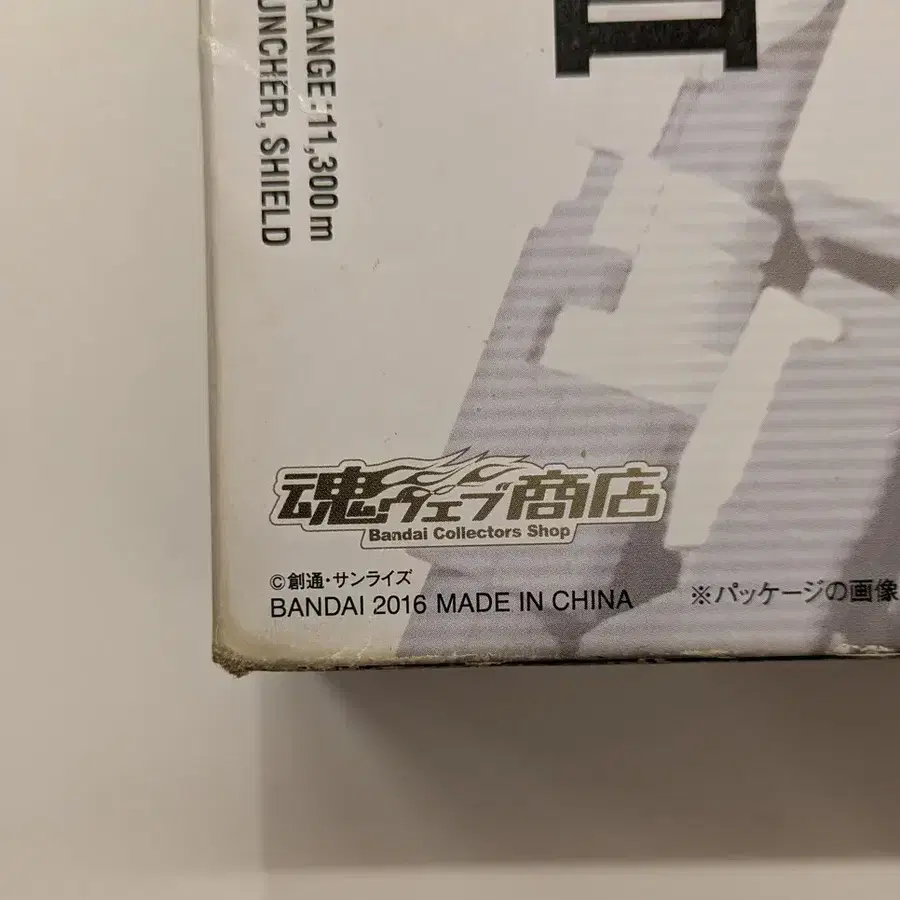 RANGE:11,300m
UNCHER, SHIELD
II
魂ウェブ商店
Bandai Collectors Shop
©創通・サンライズ
BANDAI 2016 MADE IN CHINA
※パッケージの画像